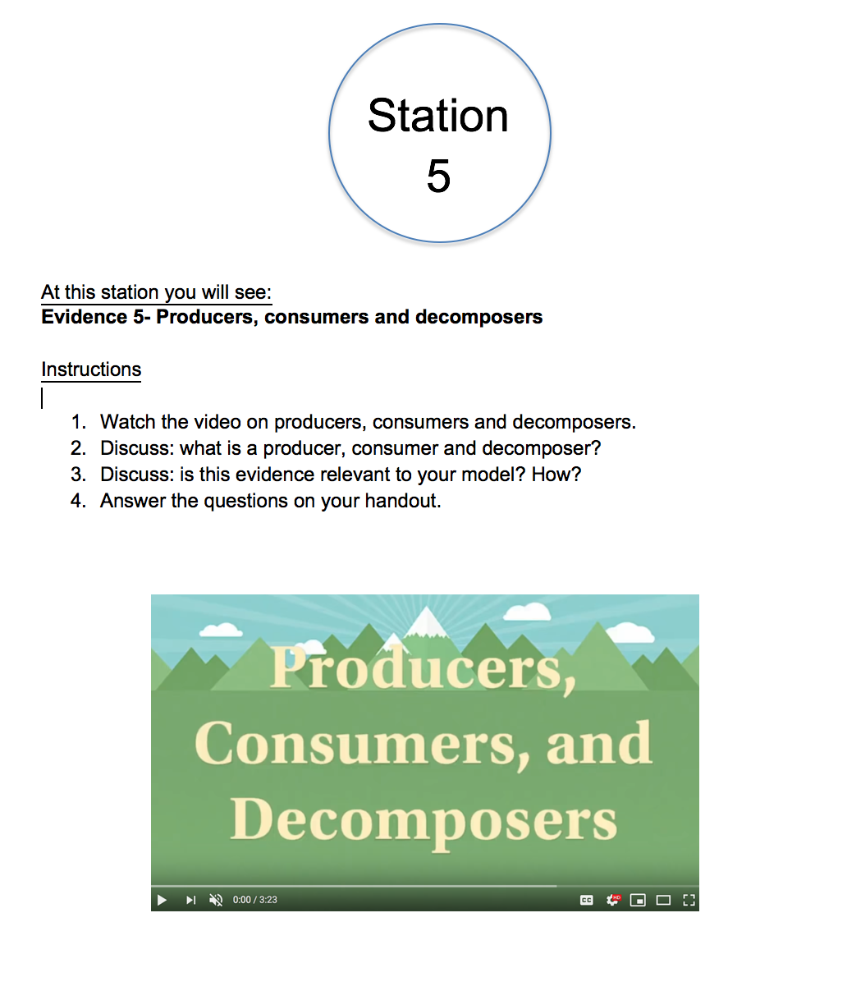 Station
5
At this station you will see:
Evidence 5- Producers, consumers and decomposers
Instructions
1. Watch the video on producers, consumers and decomposers.
2. Discuss: what is a producer, consumer and decomposer?
3. Discuss: is this evidence relevant to your model? How?
4. Answer the questions on your handout.
Producers,
Consumers, and
Decomposers
0:00 / 3:23 CC HD